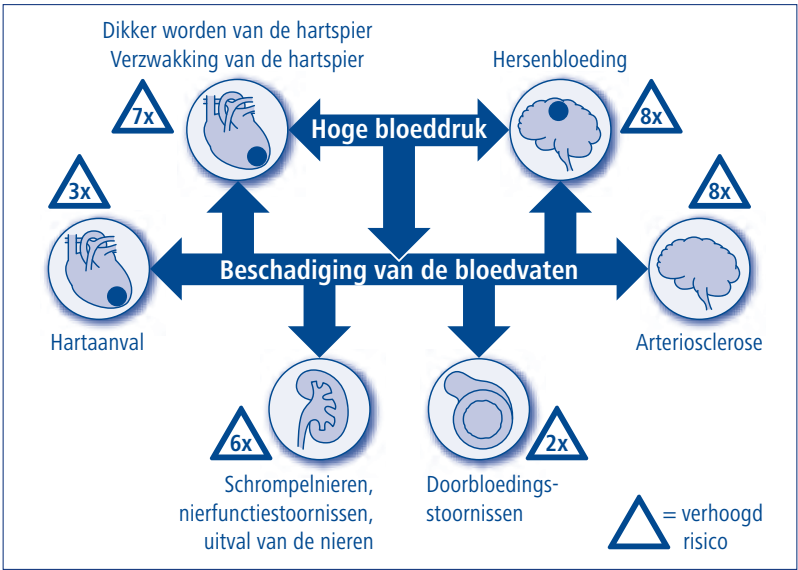 Dikker worden van de hartspier
Verzwakking van de hartspier
Hersenbloeding
7x
Hoge bloeddruk
8x
3x
8x
Beschadiging van de bloedvaten
Hartaanval
Arteriosclerose
6x
2x
Schrompelnieren,
nierfunctiestoornissen,
uitval van de nieren
Doorbloedings-
stoornissen
= verhoogd
risico